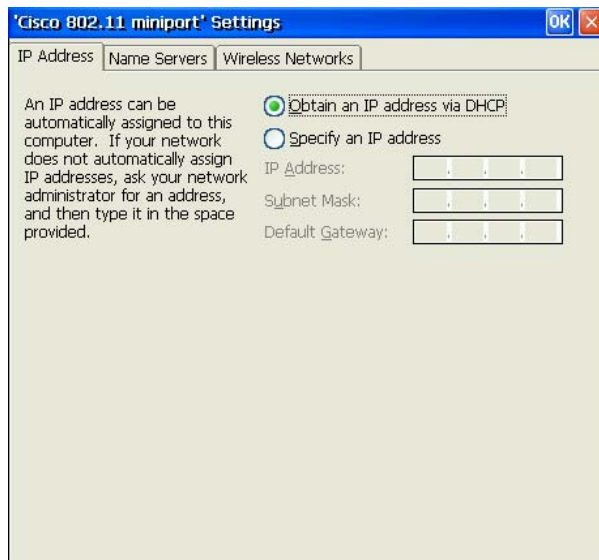 'Cisco 802.11 miniport' Settings
OK
IP Address
Name Servers
Wireless Networks
An IP address can be
automatically assigned to this
computer. If your network
does not automatically assign
IP addresses, ask your network
administrator for an address,
and then type it in the space
provided.
Obtain an IP address via DHCP
Specify an IP address
IP Address:
Subnet Mask:
Default Gateway: